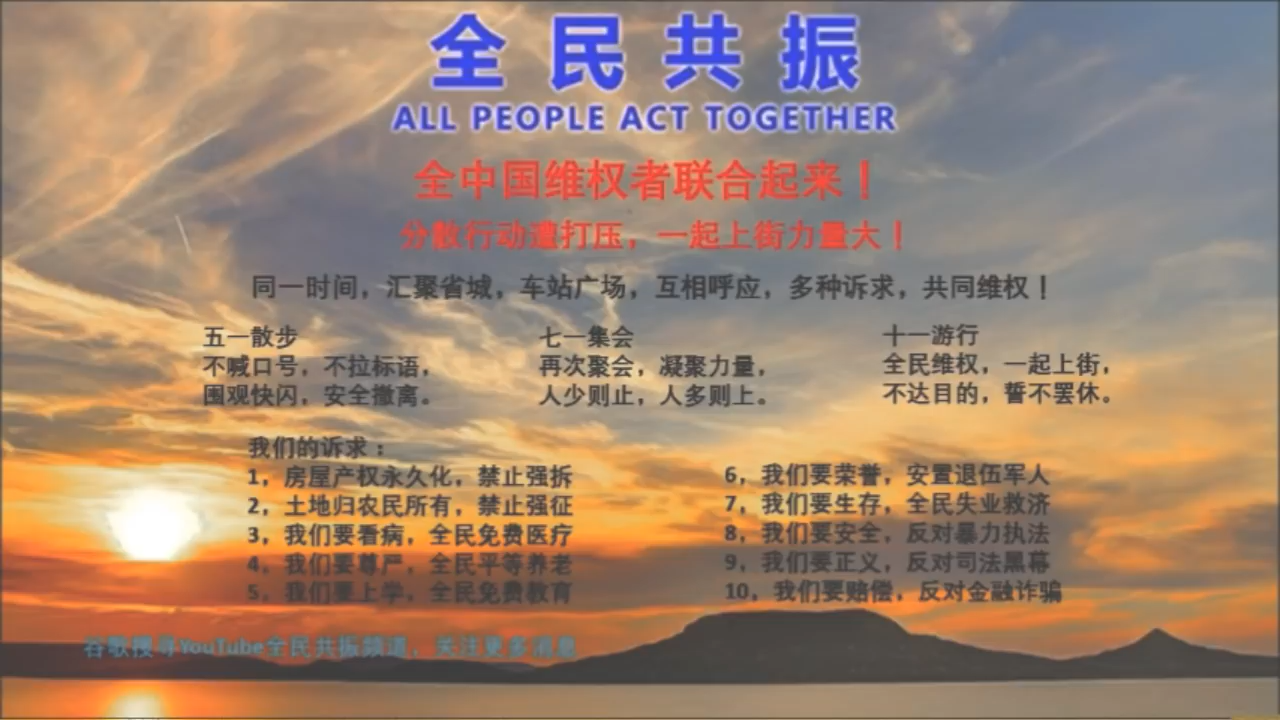 全民共振
ALL PEOPLE ACT TOGETHER
全中国维权者联合起来！
分散行动遭打压，一起上街力量大！
同一时间，汇聚省城，车站广场，互相呼应，多种诉求，共同维权！
五一散步
不喊口号，不拉标语，
围观快闪，安全撤离。
七一集会
再次聚会，凝聚力量，
人少则止，人多则上。
十一游行
全民维权，一起上街，
不达目的，誓不罢休。
我们的诉求：
1，房屋产权永久化，禁止强拆
2，土地归农民所有，禁止强征
3，我们要看病，全民免费医疗
4，我们要尊严，全民平等养老
5，我们要上学，全民免费教育
6，我们要荣誉，安置退伍军人
7，我们要生存，全民失业救济
8，我们要安全，反对暴力执法
9，我们要正义，反对司法黑幕
10，我们要赔偿，反对金融诈骗
谷歌搜寻YouTube全民共振频道，关注更多消息